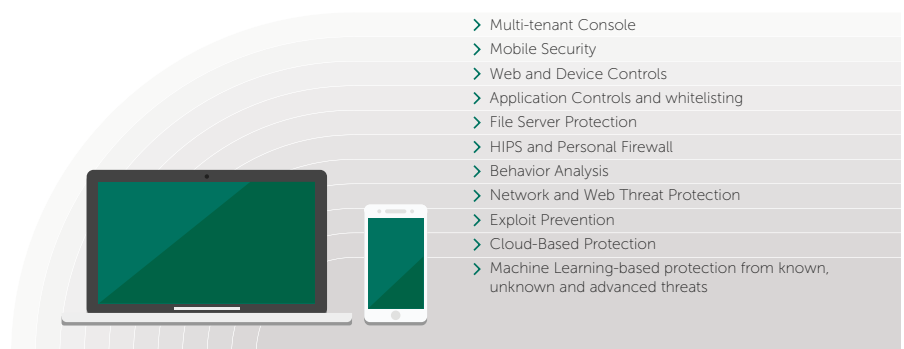 Multi-tenant Console
Mobile Security
Web and Device Controls
Application Controls and whitelisting
File Server Protection
HIPS and Personal Firewall
Behavior Analysis
Network and Web Threat Protection
Exploit Prevention
Cloud-Based Protection
Machine Learning-based protection from known,
unknown and advanced threats